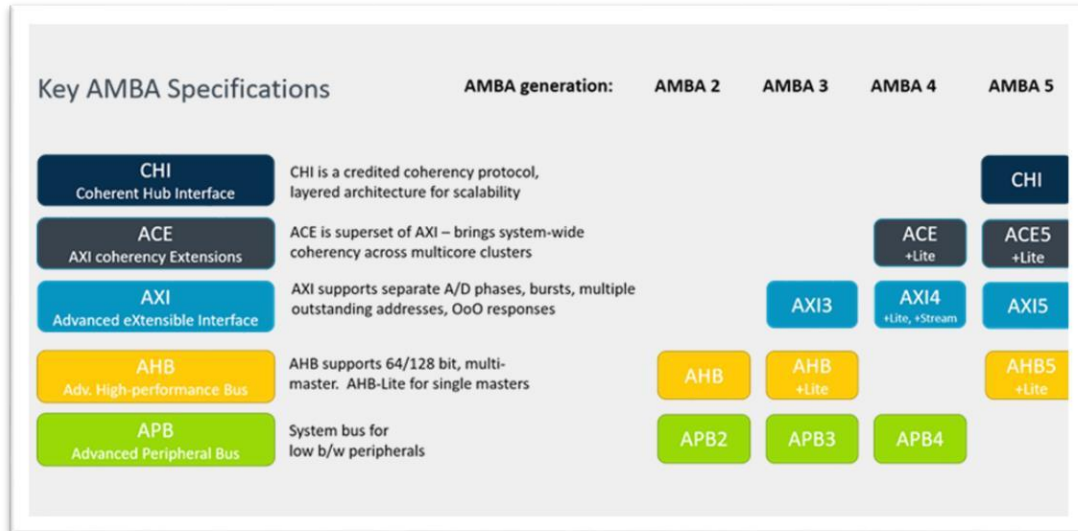 Key AMBA Specifications AMBA generation: AMBA 2 AMBA 3 AMBA 4 AMBA 5
CHI
Coherent Hub Interface
CHI is a credited coherency protocol,
layered architecture for scalability
CHI
ACE
AXI coherency Extensions
ACE is superset of AXI – brings system-wide
coherency across multicore clusters
ACE
+Lite
ACE5
+Lite
AXI
Advanced eXtensible Interface
AXI supports separate A/D phases, bursts, multiple
outstanding addresses, OoO responses
AXI3
AXI4
+Lite, +Stream
AXI5
AHB
Adv. High-performance Bus
AHB supports 64/128 bit, multi-
master. AHB-Lite for single masters
AHB
AHB
+Lite
AHB5
+Lite
APB
Advanced Peripheral Bus
System bus for
low b/w peripherals
APB2
APB3
APB4